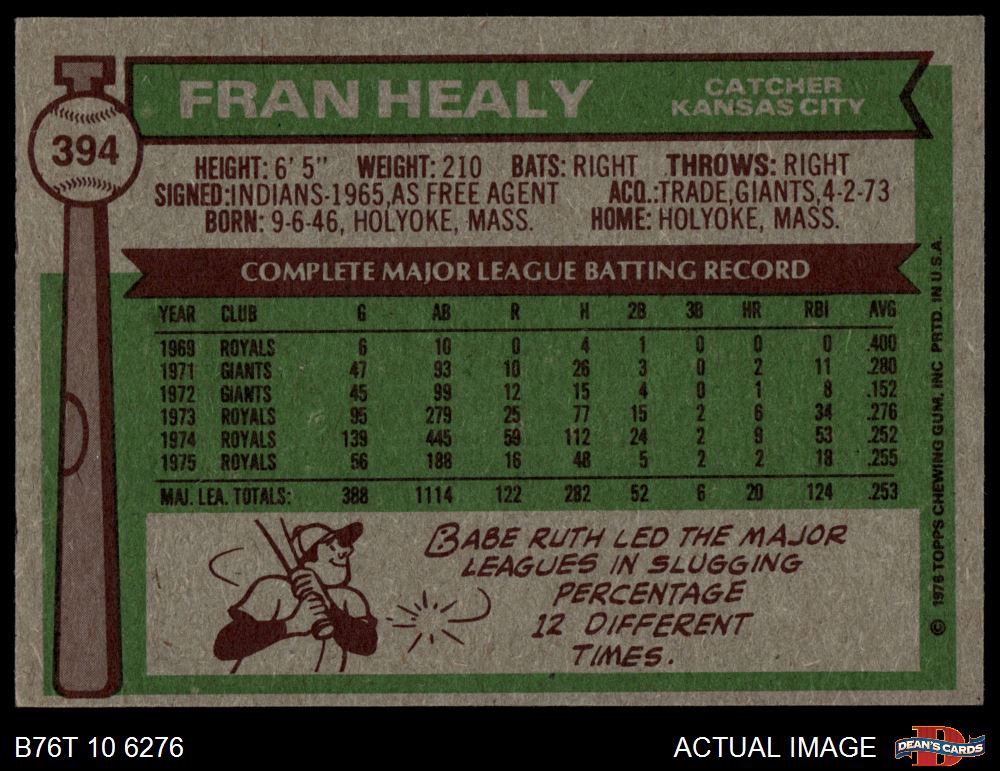 394
FRAN HEALY
CATCHER
KANSAS CITY
HEIGHT: 6' 5" WEIGHT: 210 BATS: RIGHT THROWS: RIGHT
SIGNED:INDIANS-1965,AS FREE AGENT ACQ.:TRADE,GIANTS,4-2-73
BORN: 9-6-46, HOLYOKE, MASS. HOME: HOLYOKE, MASS.
COMPLETE MAJOR LEAGUE BATTING RECORD
YEAR CLUB G AB R H 2B 3B HR RBI AVG
1969 ROYALS 6 10 0 4 1 0 0 0 .400
1971 GIANTS 47 93 10 26 3 0 2 11 .280
1972 GIANTS 45 99 12 15 4 0 1 8 .152
1973 ROYALS 95 279 25 77 15 2 6 34 .276
1974 ROYALS 139 445 59 112 24 2 9 53 .252
1975 ROYALS 56 188 16 48 5 2 2 18 .255
MAJ. LEA. TOTALS: 388 1114 122 282 52 6 20 124 .253
BABE RUTH LED THE MAJOR
LEAGUES IN SLUGGING
PERCENTAGE
12 DIFFERENT
TIMES.
© 1976 TOPPS CHEWING GUM, INC PRTD. IN U.S.A.
B76T 10 6276
ACTUAL IMAGE
D
DEAN'S CARDS